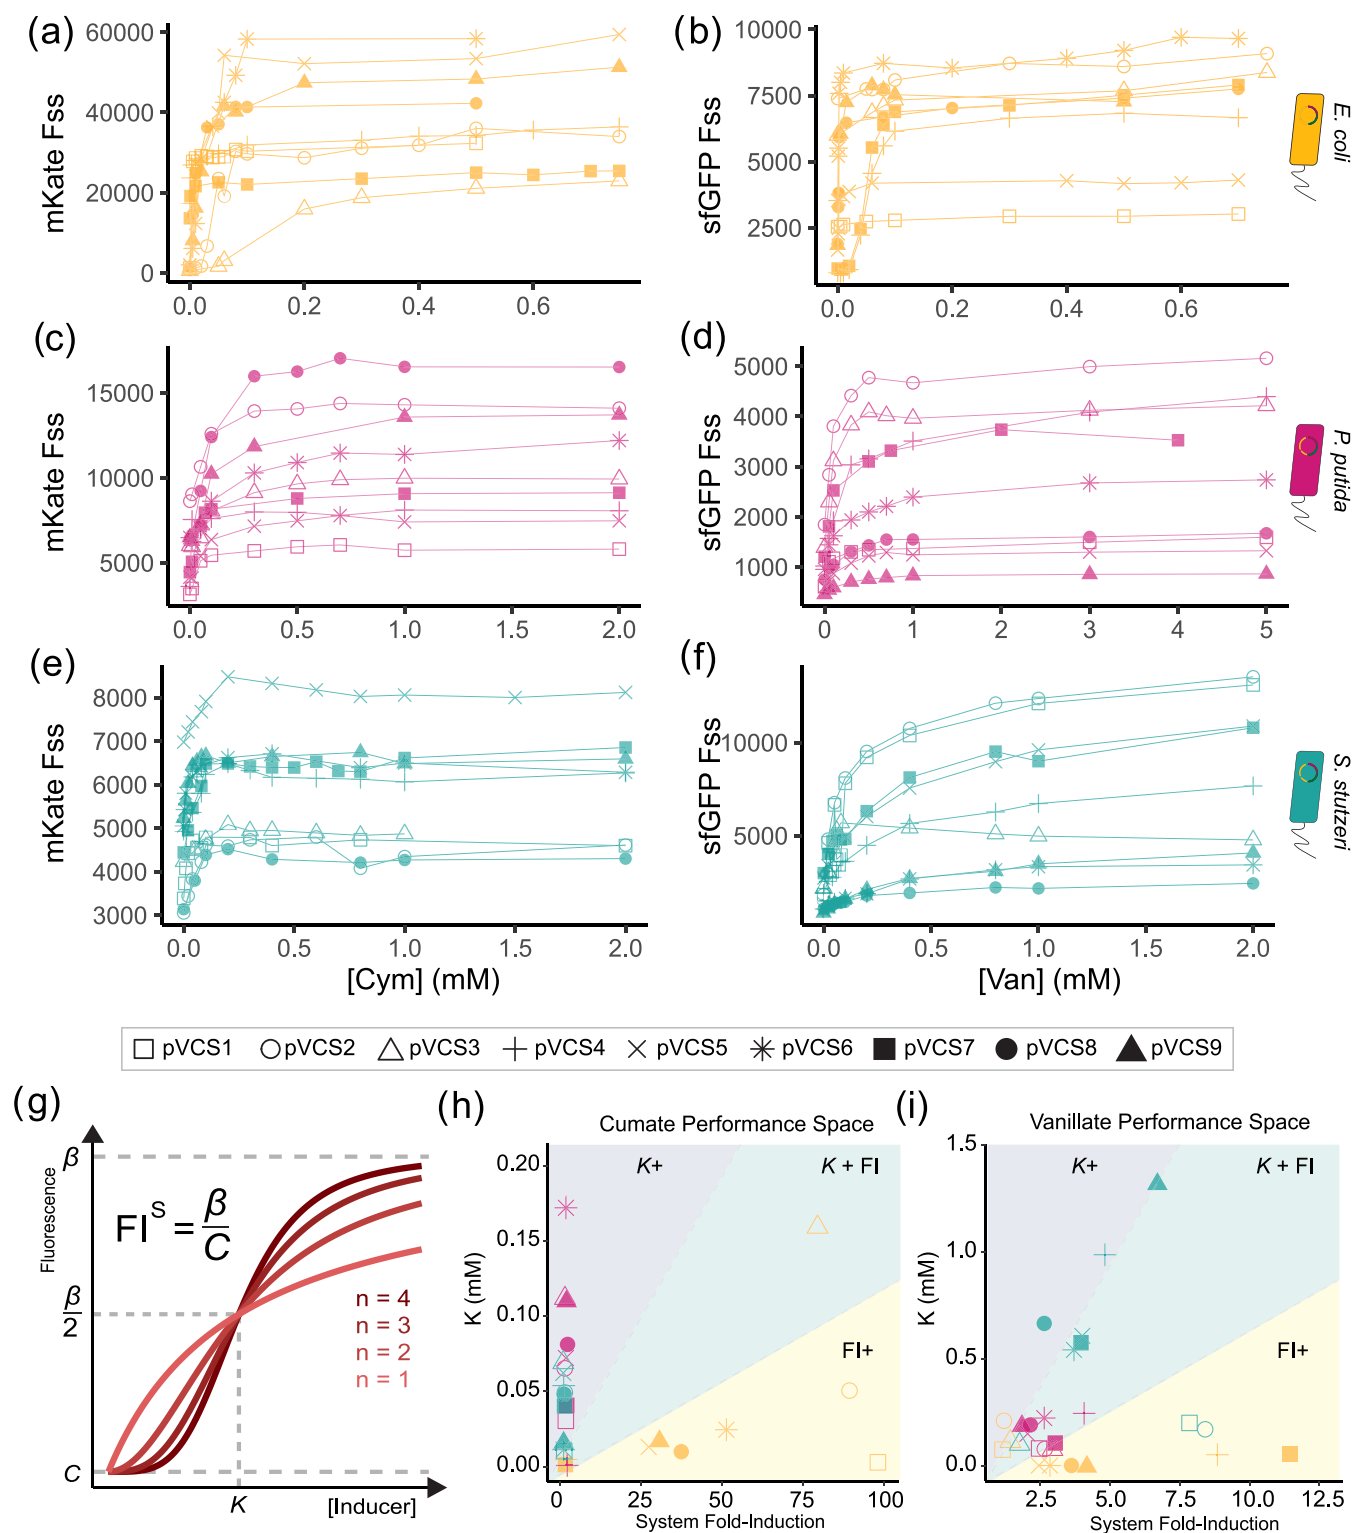 (a)
mKate Fss
60000
40000
20000
0
0.0 0.2 0.4 0.6
(b)
sfGFP Fss
10000
7500
5000
2500
0.0 0.2 0.4 0.6
E. coli
(c)
mKate Fss
15000
10000
5000
0.0 0.5 1.0 1.5 2.0
(d)
sfGFP Fss
5000
4000
3000
2000
1000
0 1 2 3 4 5
P. putida
(e)
mKate Fss
8000
7000
6000
5000
4000
3000
0.0 0.5 1.0 1.5 2.0
[Cym] (mM)
(f)
sfGFP Fss
10000
5000
0.0 0.5 1.0 1.5 2.0
[Van] (mM)
S. stutzeri
pVCS1 pVCS2 pVCS3 pVCS4 pVCS5 pVCS6 pVCS7 pVCS8 pVCS9
(g)
Fluorescence
β
β/2
C
FI^S = β/C
n = 4
n = 3
n = 2
n = 1
K
[Inducer]
(h)
Cumate Performance Space
K (mM)
0.20
0.15
0.10
0.05
0.00
K+
K + FI
FI+
0 25 50 75 100
System Fold-Induction
(i)
Vanillate Performance Space
K (mM)
1.5
1.0
0.5
0.0
K+
K + FI
FI+
2.5 5.0 7.5 10.0 12.5
System Fold-Induction